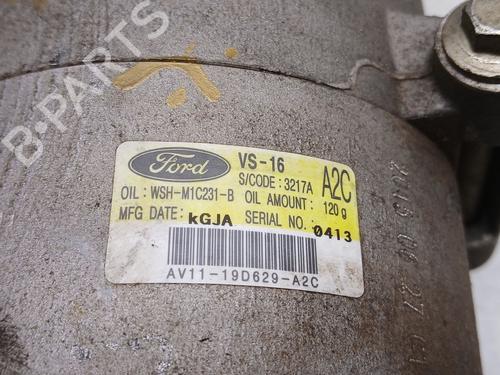 B-PARTS
Ford
VS-16
A2C
S/CODE : 3217A
OIL : WSH-M1C231-B OIL AMOUNT : 120 g
MFG DATE : kGJA SERIAL NO. : 0413
AV11-19D629-A2C